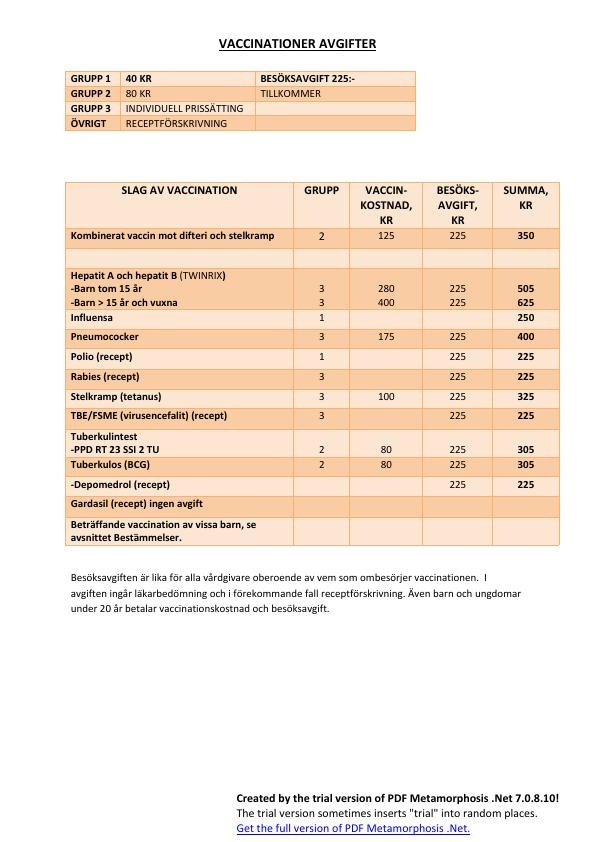 VACCINATIONER AVGIFTER
GRUPP 1 40 KR BESÖKSAVGIFT 225:-
GRUPP 2 80 KR TILLKOMMER
GRUPP 3 INDIVIDUELL PRISSÄTTING
ÖVRIGT RECEPTFÖRSKRIVNING
SLAG AV VACCINATION GRUPP VACCIN- BESÖKS- SUMMA,
KOSTNAD, AVGIFT, KR
KR KR
Kombinerat vaccin mot difteri och stelkramp 2 125 225 350
Hepatit A och hepatit B (TWINRIX)
-Barn tom 15 år 3 280 225 505
-Barn > 15 år och vuxna 3 400 225 625
Influensa 1 250
Pneumococker 3 175 225 400
Polio (recept) 1 225 225
Rabies (recept) 3 225 225
Stelkramp (tetanus) 3 100 225 325
TBE/FSME (virusencefalit) (recept) 3 225 225
Tuberkulintest
-PPD RT 23 SSI 2 TU 2 80 225 305
Tuberkulos (BCG) 2 80 225 305
-Depomedrol (recept) 225 225
Gardasil (recept) ingen avgift
Beträffande vaccination av vissa barn, se
avsnittet Bestämmelser.
Besöksavgiften är lika för alla vårdgivare oberoende av vem som ombesörjer vaccinationen. I
avgiften ingår läkarbedömning och i förekommande fall receptförskrivning. Även barn och ungdomar
under 20 år betalar vaccinationskostnad och besöksavgift.
Created by the trial version of PDF Metamorphosis .Net 7.0.8.10!
The trial version sometimes inserts "trial" into random places.
Get the full version of PDF Metamorphosis .Net.